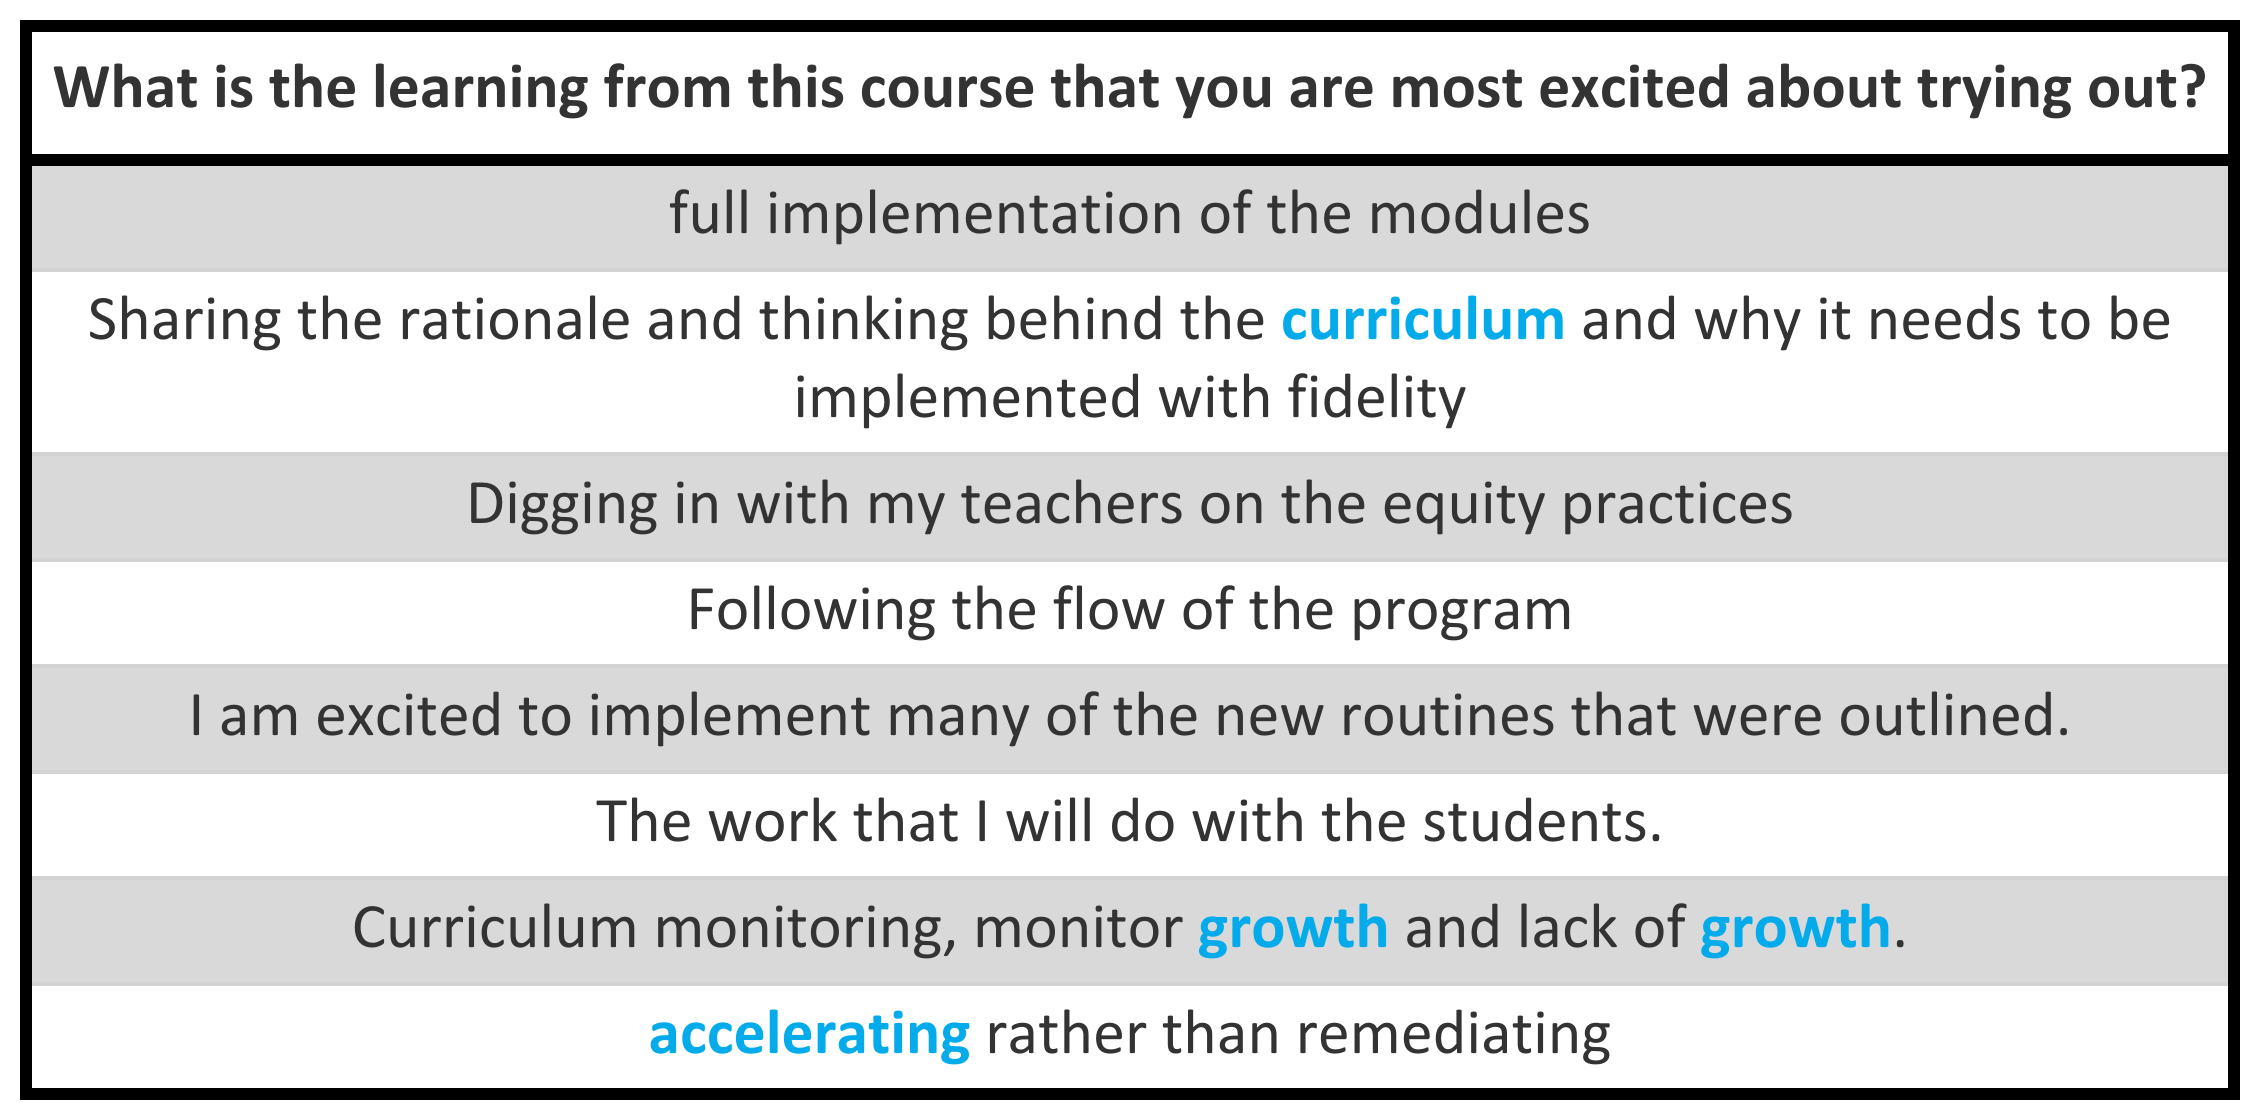 What is the learning from this course that you are most excited about trying out?
full implementation of the modules
Sharing the rationale and thinking behind the curriculum and why it needs to be
implemented with fidelity
Digging in with my teachers on the equity practices
Following the flow of the program
I am excited to implement many of the new routines that were outlined.
The work that I will do with the students.
Curriculum monitoring, monitor growth and lack of growth.
accelerating rather than remediating